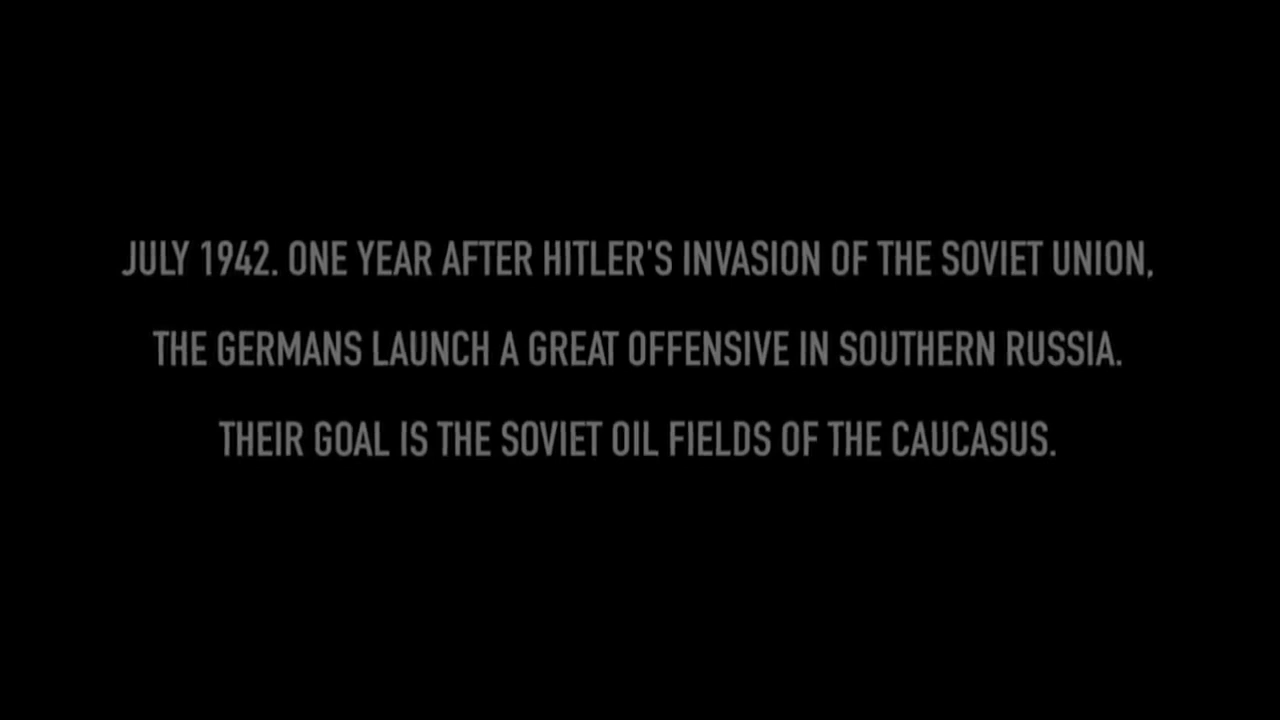 JULY 1942. ONE YEAR AFTER HITLER'S INVASION OF THE SOVIET UNION,
THE GERMANS LAUNCH A GREAT OFFENSIVE IN SOUTHERN RUSSIA.
THEIR GOAL IS THE SOVIET OIL FIELDS OF THE CAUCASUS.